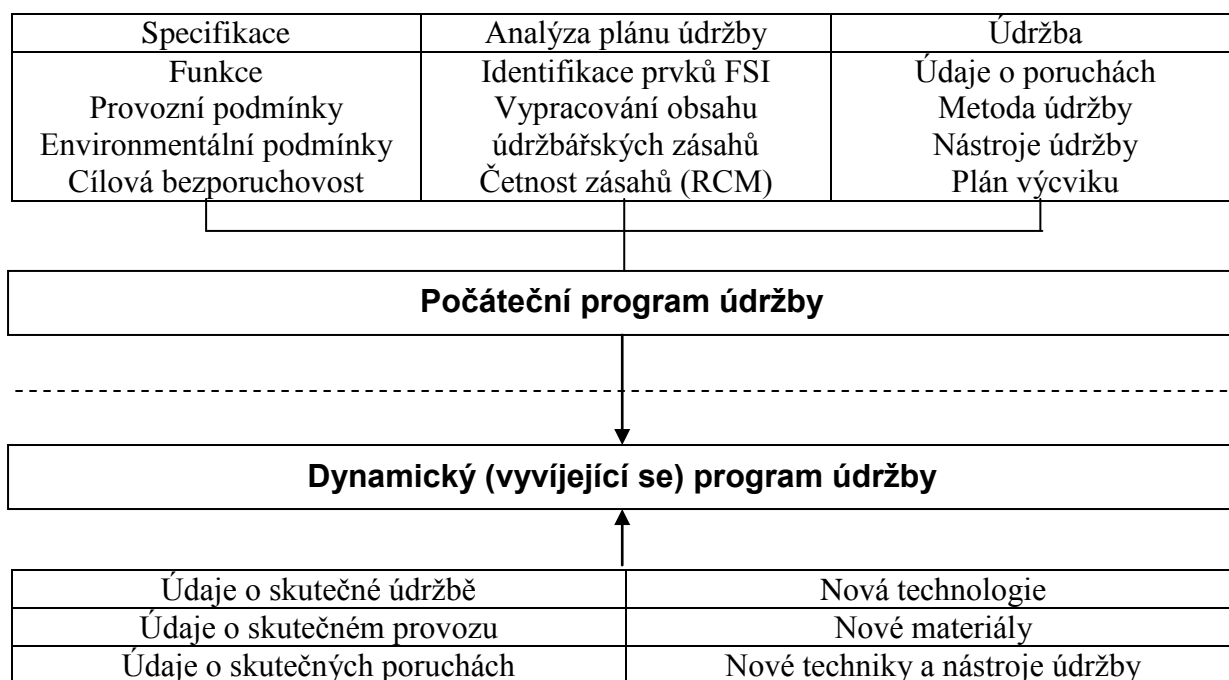 Specifikace
Analýza plánu údržby
Údržba
Funkce
Provozní podmínky
Environmentální podmínky
Cílová bezporuchovost
Identifikace prvků FSI
Vypracování obsahu
údržbářských zásahů
Četnost zásahů (RCM)
Údaje o poruchách
Metoda údržby
Nástroje údržby
Plán výcviku
Počáteční program údržby
Dynamický (vyvíjející se) program údržby
Údaje o skutečné údržbě
Nová technologie
Údaje o skutečném provozu
Nové materiály
Údaje o skutečných poruchách
Nové techniky a nástroje údržby